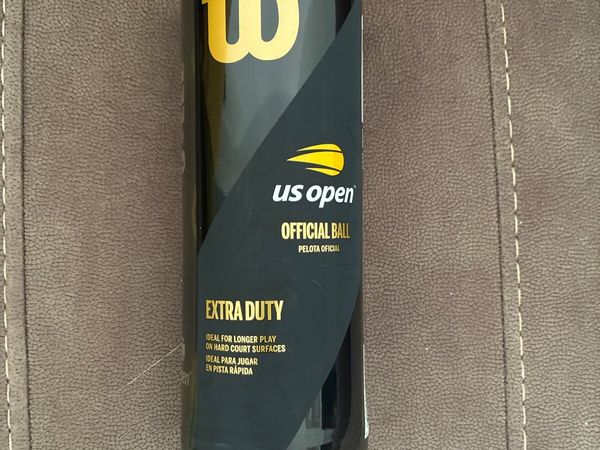 W
us open
OFFICIAL BALL
PELOTA OFICIAL
EXTRA DUTY
IDEAL FOR LONGER PLAY
ON HARD COURT SURFACES
IDEAL PARA JUGAR
EN PISTA RÁPIDA